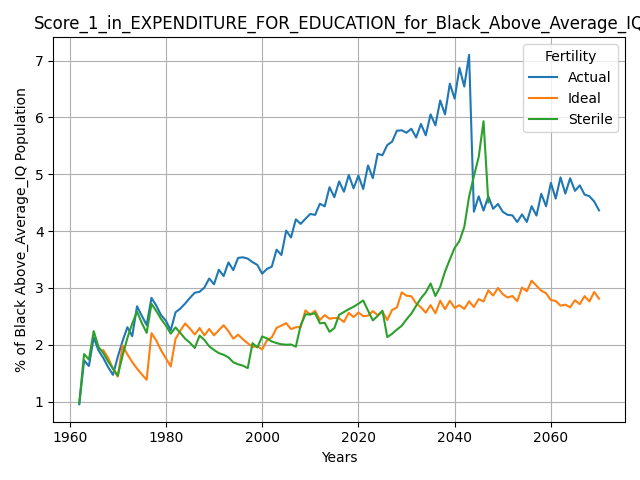 Score_1_in_EXPENDITURE_FOR_EDUCATION_for_Black_Above_Average_IQ
Fertility
Actual
Ideal
Sterile
% of Black Above_Average_IQ Population
7
6
5
4
3
2
1
1960 1980 2000 2020 2040 2060
Years